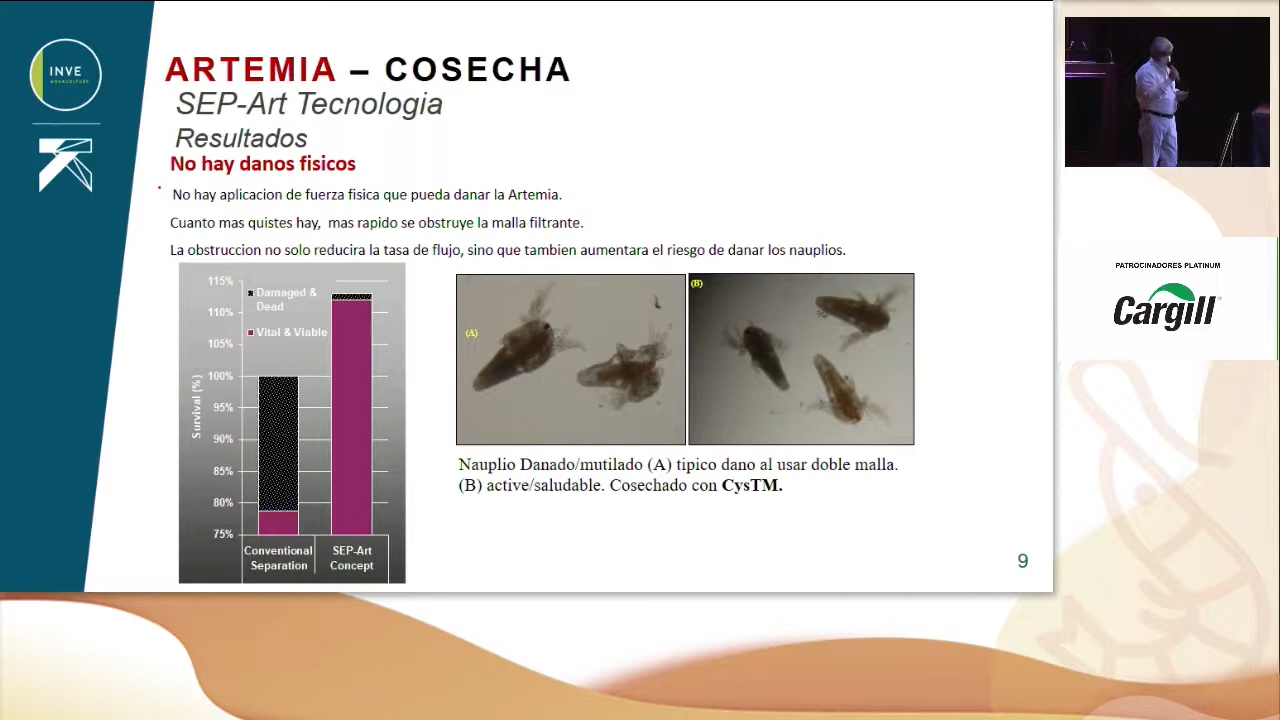 INVE
AQUACULTURE
ARTEMIA – COSECHA
SEP-Art Tecnologia
Resultados
No hay danos fisicos
No hay aplicacion de fuerza fisica que pueda danar la Artemia.
Cuanto mas quistes hay, mas rapido se obstruye la malla filtrante.
La obstruccion no solo reducira la tasa de flujo, sino que tambien aumentara el riesgo de danar los nauplios.
115%
110%
105%
100%
95%
90%
85%
80%
75%
Survival (%)
Damaged &
Dead
Vital & Viable
Conventional
Separation
SEP-Art
Concept
(A)
(B)
Nauplio Danado/mutilado (A) tipico dano al usar doble malla.
(B) active/saludable. Cosechado con CysTM.
9
PATROCINADORES PLATINUM
Cargill